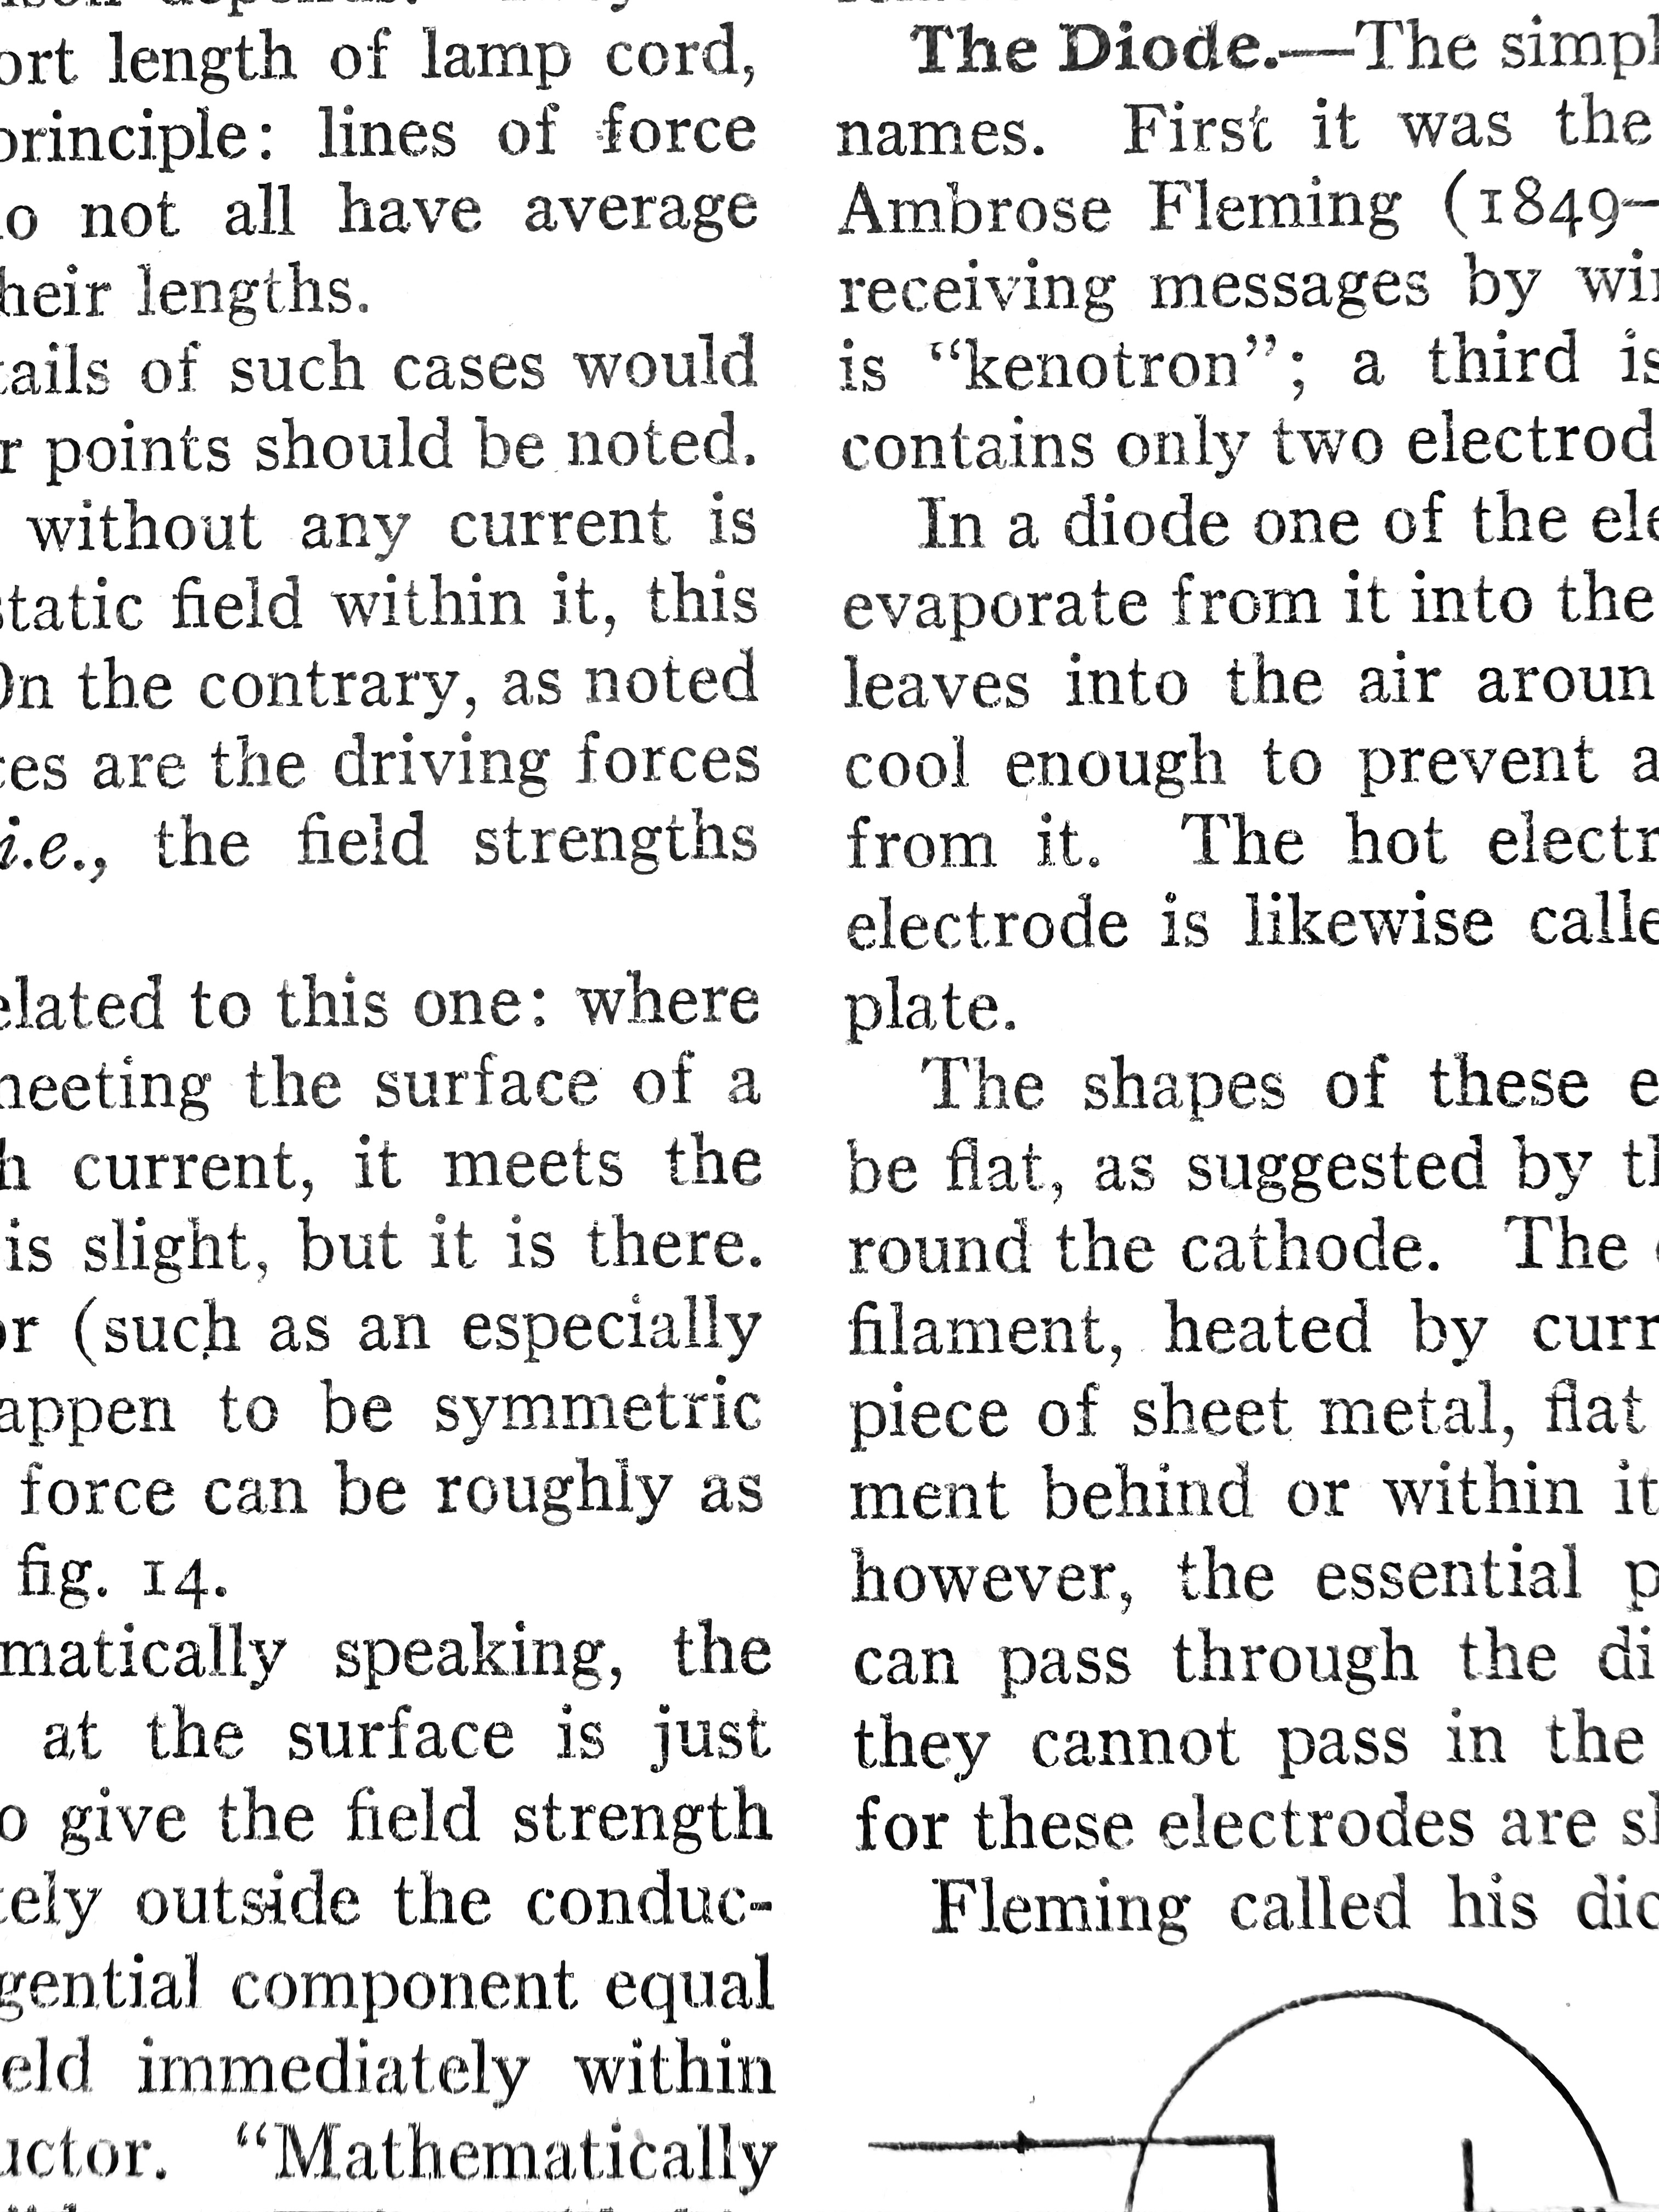 ort length of lamp cord,
principle: lines of force
not all have average
heir lengths.
tails of such cases would
r points should be noted.
without any current is
static field within it, this
On the contrary, as noted
ces are the driving forces
i.e., the field strengths
elated to this one: where
neeting the surface of a
h current, it meets the
is slight, but it is there.
or (such as an especially
appen to be symmetric
force can be roughly as
fig. 14.
matically speaking, the
at the surface is just
o give the field strength
tely outside the conduc-
gential component equal
eld immediately within
uctor. "Mathematically
The Diode.—The simpl
names. First it was the
Ambrose Fleming (1849–
receiving messages by wir
is "kenotron"; a third is
contains only two electrod
In a diode one of the ele
evaporate from it into the
leaves into the air aroun
cool enough to prevent a
from it. The hot electr
electrode is likewise calle
plate.
The shapes of these e
be flat, as suggested by th
round the cathode. The
filament, heated by curr
piece of sheet metal, flat
ment behind or within it
however, the essential p
can pass through the di
they cannot pass in the
for these electrodes are sh
Fleming called his dio